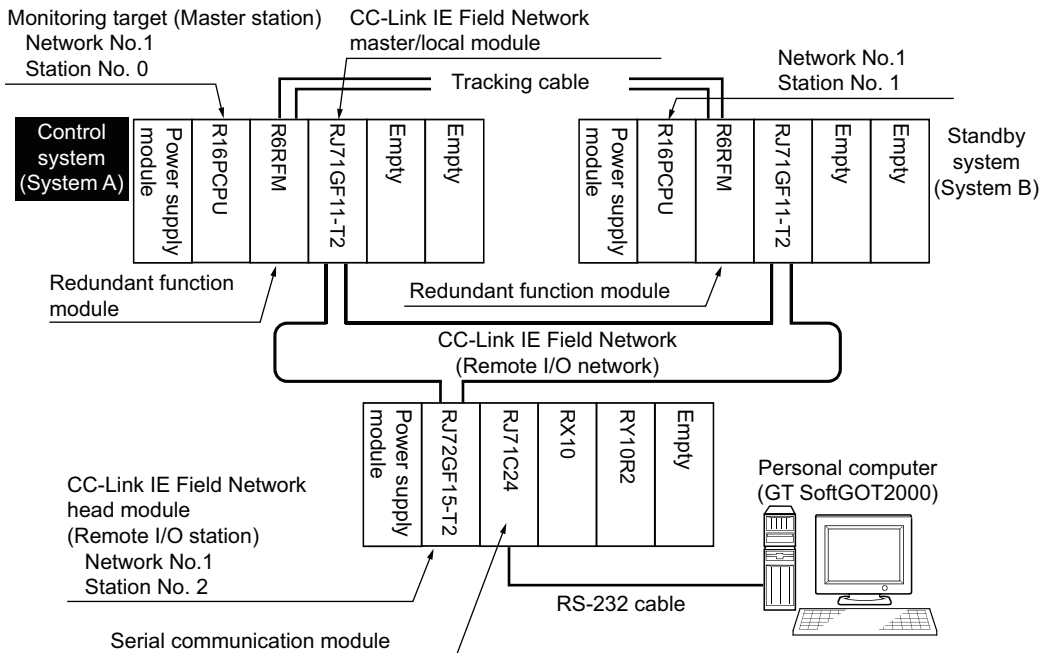 Monitoring target (Master station)
Network No.1
Station No. 0
CC-Link IE Field Network
master/local module
Tracking cable
Network No.1
Station No. 1
Control
system
(System A)
Power supply
module
R16PCPU
R6RFM
RJ71GF11-T2
Empty
Empty
Power supply
module
R16PCPU
R6RFM
RJ71GF11-T2
Empty
Empty
Standby
system
(System B)
Redundant function
module
Redundant function module
CC-Link IE Field Network
(Remote I/O network)
Power supply
module
RJ72GF15-T2
RJ71C24
RX10
RY10R2
Empty
CC-Link IE Field Network
head module
(Remote I/O station)
Network No.1
Station No. 2
Personal computer
(GT SoftGOT2000)
RS-232 cable
Serial communication module